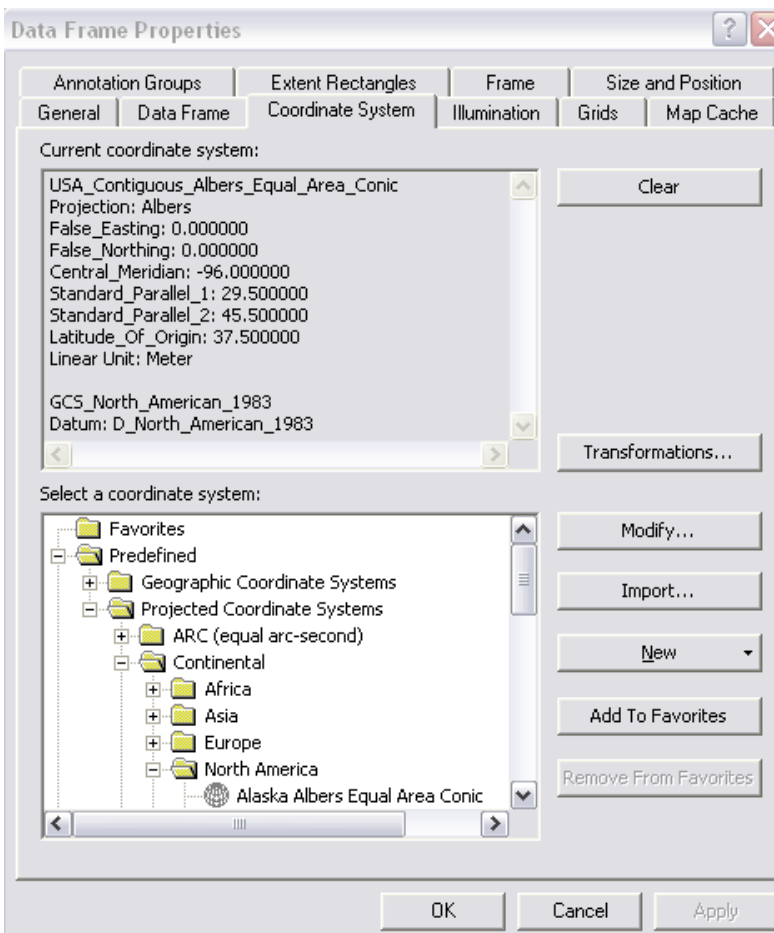 Data Frame Properties
Annotation Groups Extent Rectangles Frame Size and Position
General Data Frame Coordinate System Illumination Grids Map Cache
Current coordinate system:
USA_Contiguous_Albers_Equal_Area_Conic
Projection: Albers
False_Easting: 0.000000
False_Northing: 0.000000
Central_Meridian: -96.000000
Standard_Parallel_1: 29.500000
Standard_Parallel_2: 45.500000
Latitude_Of_Origin: 37.500000
Linear Unit: Meter
GCS_North_American_1983
Datum: D_North_American_1983
Clear
Transformations...
Select a coordinate system:
Favorites
Predefined
Geographic Coordinate Systems
Projected Coordinate Systems
ARC (equal arc-second)
Continental
Africa
Asia
Europe
North America
Alaska Albers Equal Area Conic
Modify...
Import...
New
Add To Favorites
Remove From Favorites
OK Cancel Apply